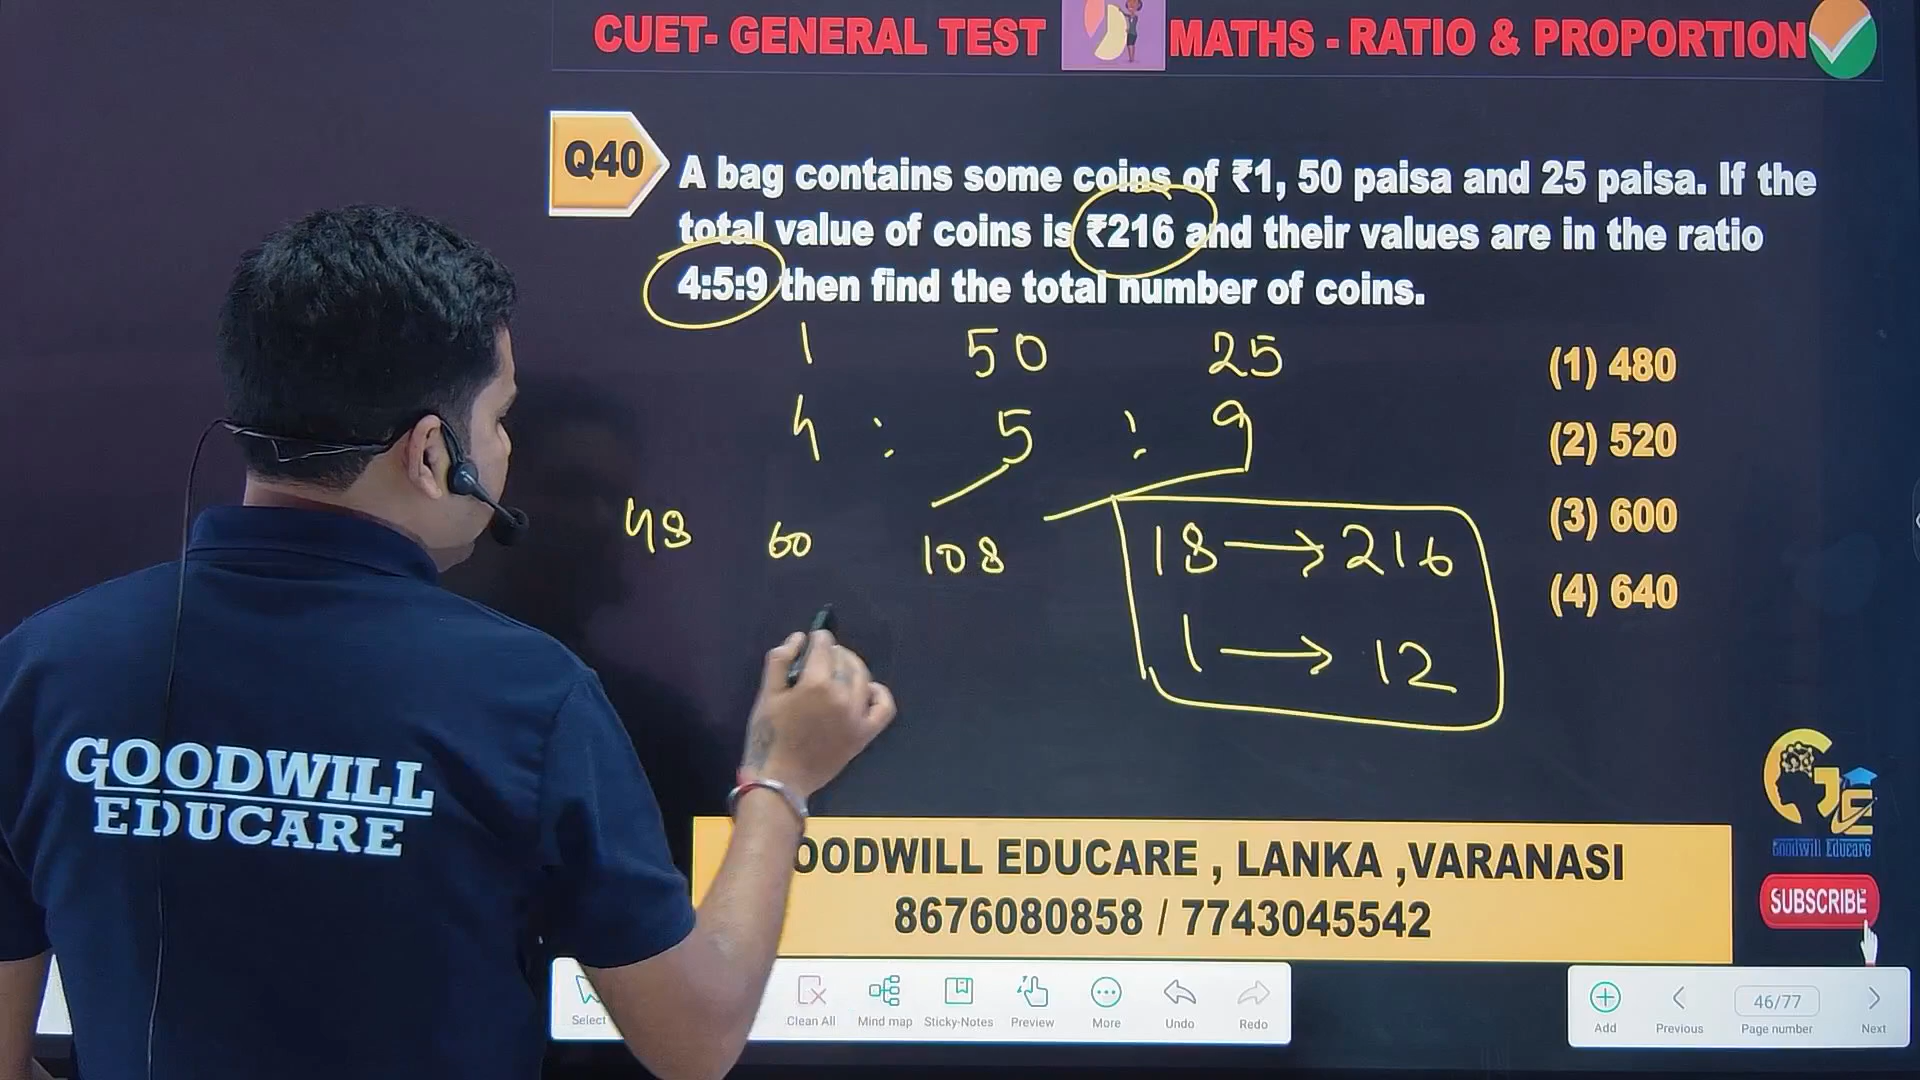 CUET- GENERAL TEST MATHS - RATIO & PROPORTION
Q40
A bag contains some coins of ₹1, 50 paisa and 25 paisa. If the
total value of coins is ₹216 and their values are in the ratio
4:5:9 then find the total number of coins.
1 50 25
4 : 5 : 9
48 60 108
18 → 216
1 → 12
(1) 480
(2) 520
(3) 600
(4) 640
GOODWILL
EDUCARE
OODWILL EDUCARE , LANKA ,VARANASI
8676080858 / 7743045542
GE
Goodwill Educare
SUBSCRIBE
Select Clean All Mind map Sticky-Notes Preview More Undo Redo
Add Previous 46/77 Page number Next